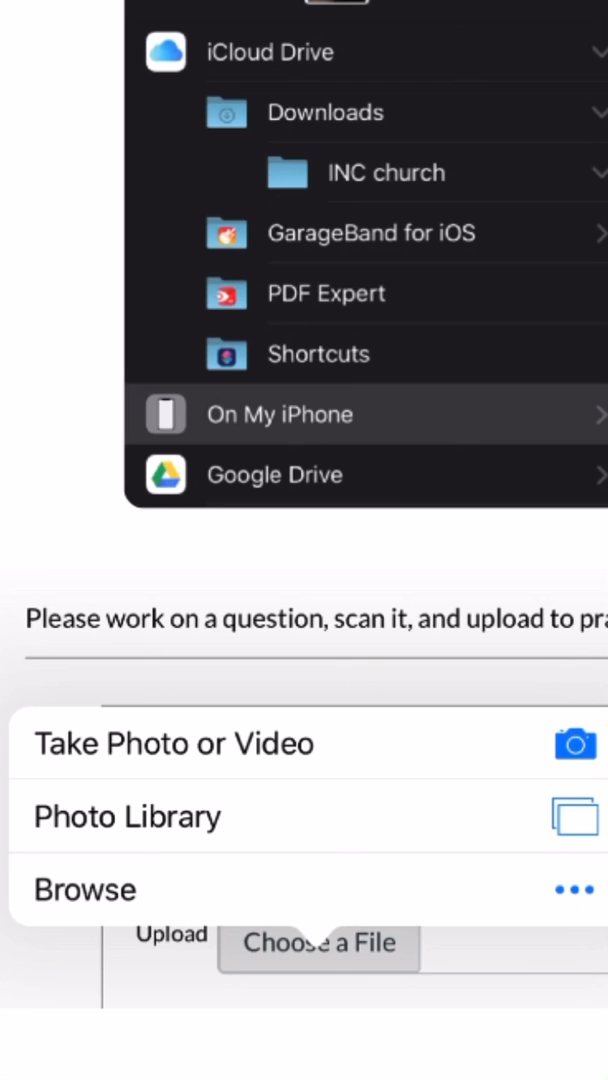 iCloud Drive
Downloads
INC church
GarageBand for iOS
PDF Expert
Shortcuts
On My iPhone
Google Drive
Please work on a question, scan it, and upload to pra
Take Photo or Video
Photo Library
Browse
Upload
Choose a File